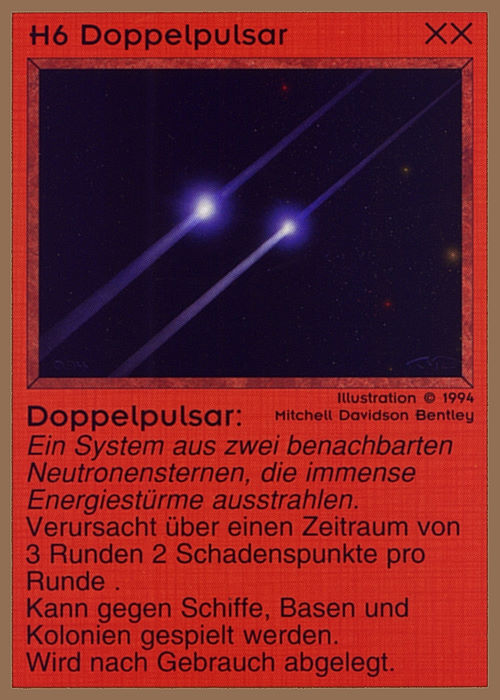 H6 Doppelpulsar XX
Illustration © 1994
Mitchell Davidson Bentley
Doppelpulsar:
Ein System aus zwei benachbarten
Neutronensternen, die immense
Energiestürme ausstrahlen.
Verursacht über einen Zeitraum von
3 Runden 2 Schadenspunkte pro
Runde .
Kann gegen Schiffe, Basen und
Kolonien gespielt werden.
Wird nach Gebrauch abgelegt.